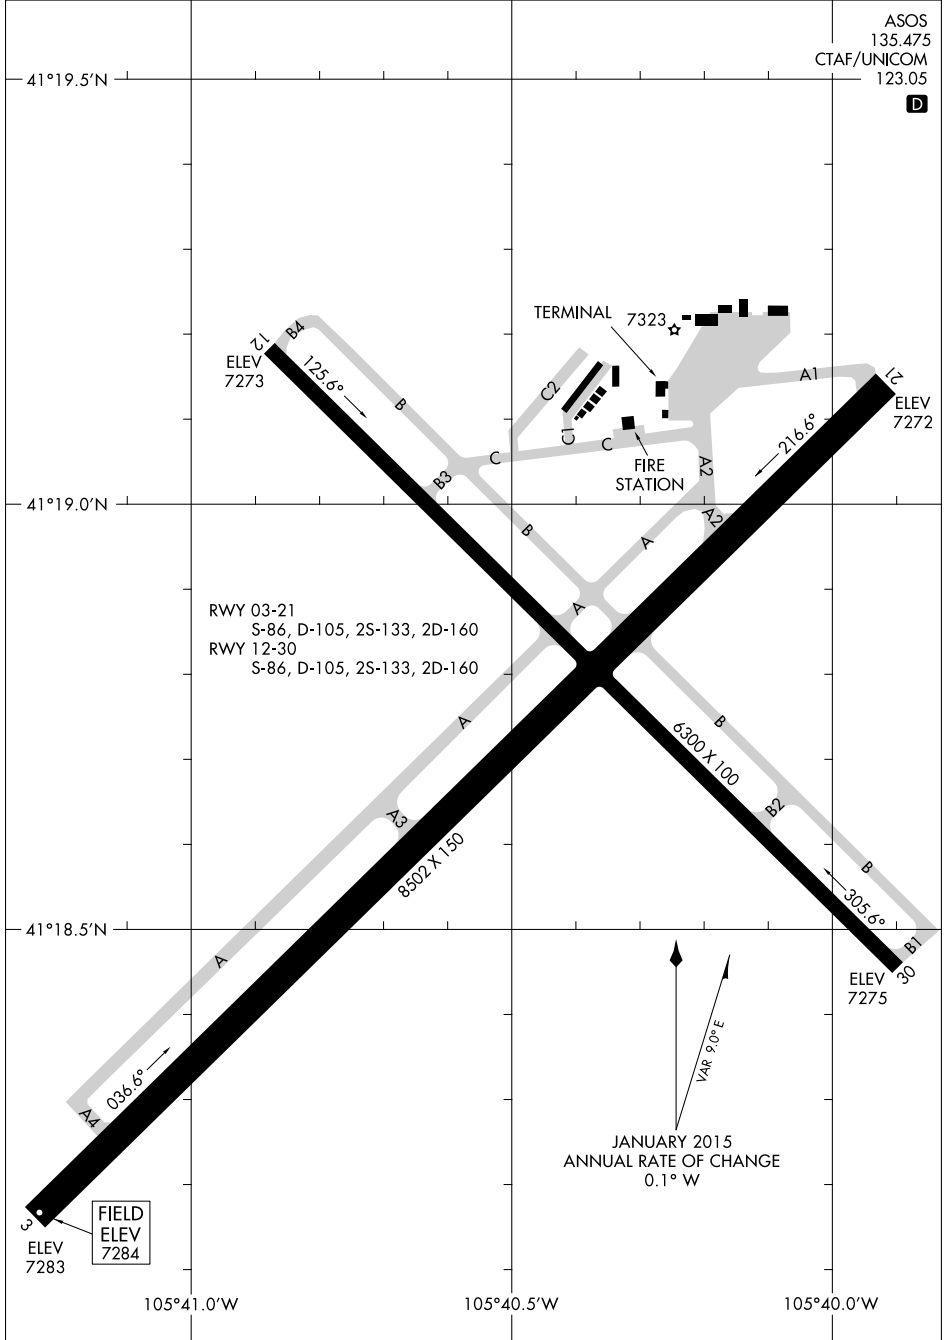 ASOS
135.475
CTAF/UNICOM
123.05
D
41°19.5'N
TERMINAL
7323
12
B4
ELEV
7273
125.6°
B
C2
C1
A1
21
ELEV
7272
216.6°
C
C
FIRE
STATION
A2
B3
41°19.0'N
A2
B
A
A
RWY 03-21
S-86, D-105, 2S-133, 2D-160
RWY 12-30
S-86, D-105, 2S-133, 2D-160
A
B
6300 X 100
B2
A3
8502 X 150
B
305.6°
41°18.5'N
B1
30
A
ELEV
7275
VAR 9.0° E
036.6°
A4
JANUARY 2015
ANNUAL RATE OF CHANGE
0.1° W
3
FIELD
ELEV
7284
ELEV
7283
105°41.0'W
105°40.5'W
105°40.0'W